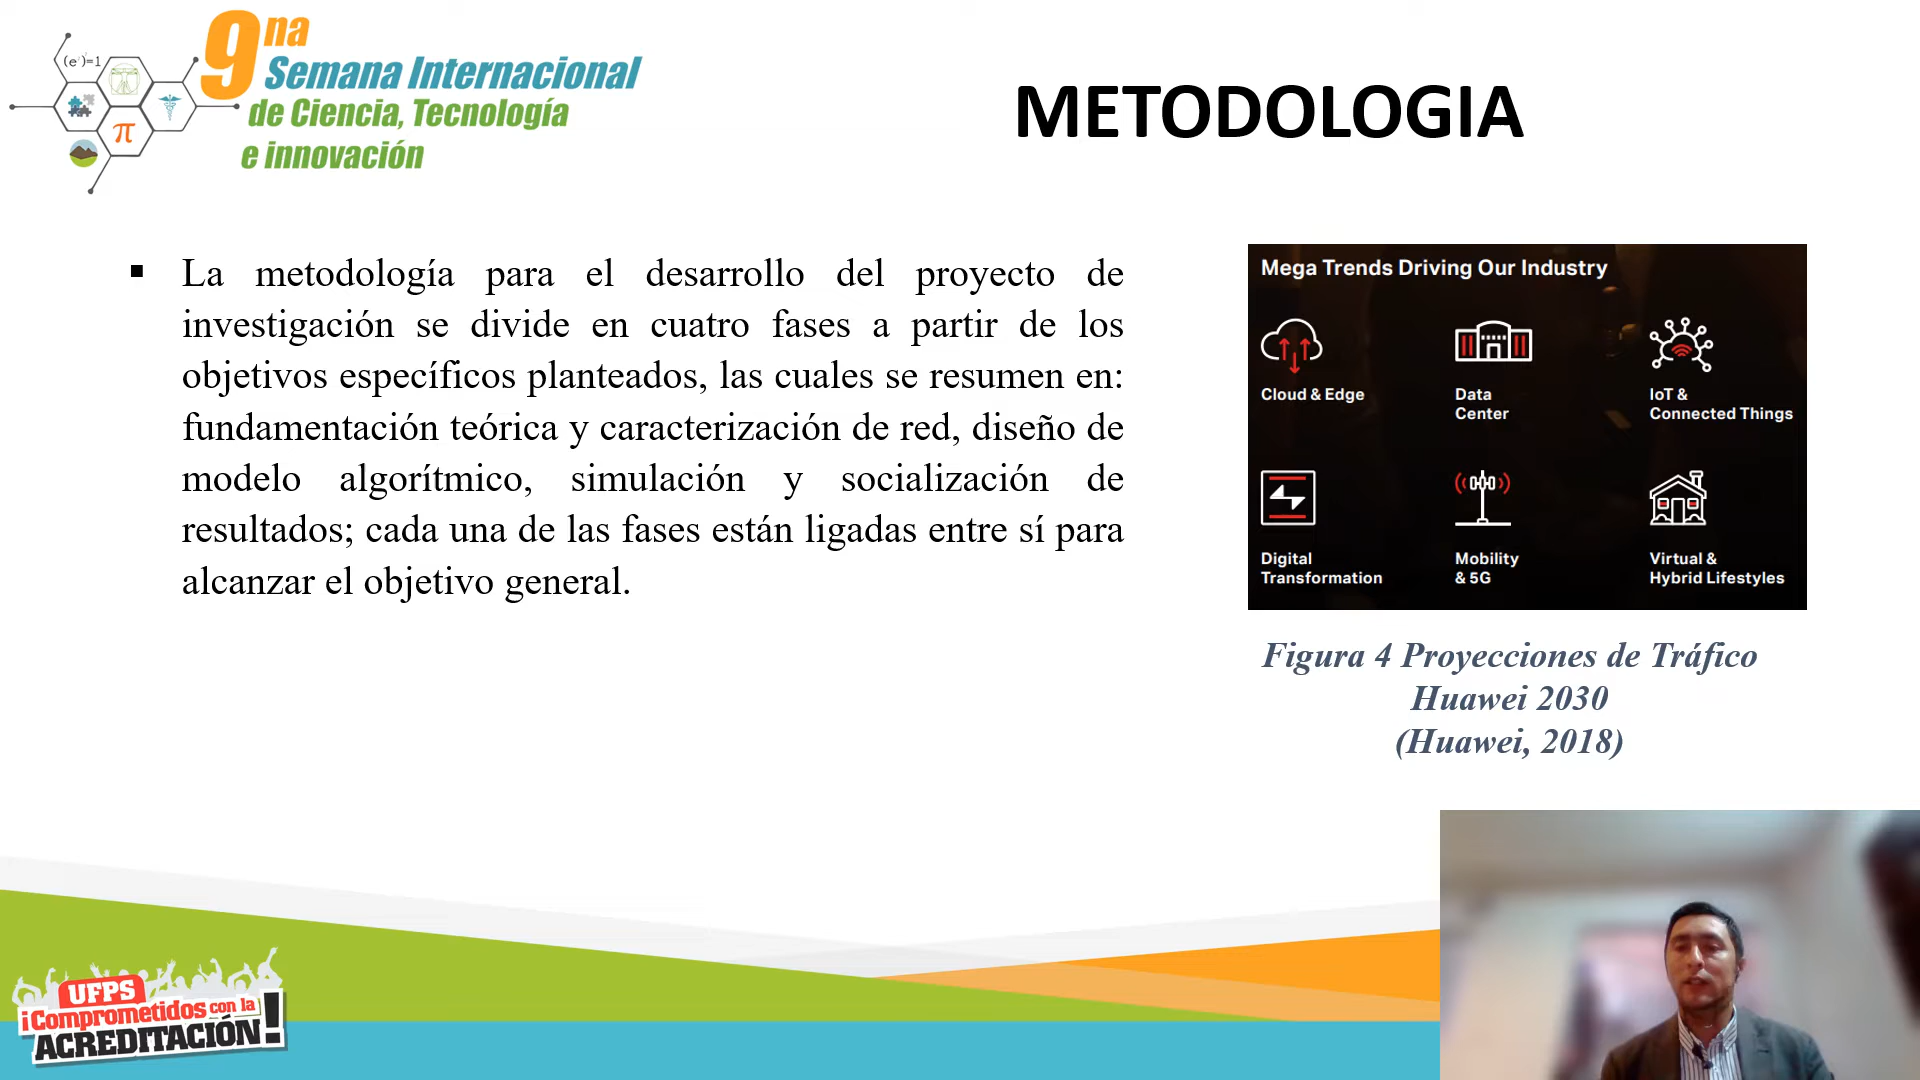 (e^i)=1
π
9na
Semana Internacional
de Ciencia, Tecnología
e innovación
METODOLOGIA
▪ La metodología para el desarrollo del proyecto de
investigación se divide en cuatro fases a partir de los
objetivos específicos planteados, las cuales se resumen en:
fundamentación teórica y caracterización de red, diseño de
modelo algorítmico, simulación y socialización de
resultados; cada una de las fases están ligadas entre sí para
alcanzar el objetivo general.
Mega Trends Driving Our Industry
Cloud & Edge
Data
Center
IoT &
Connected Things
Digital
Transformation
Mobility
& 5G
Virtual &
Hybrid Lifestyles
Figura 4 Proyecciones de Tráfico
Huawei 2030
(Huawei, 2018)
UFPS
¡Comprometidos con la
ACREDITACIÓN!